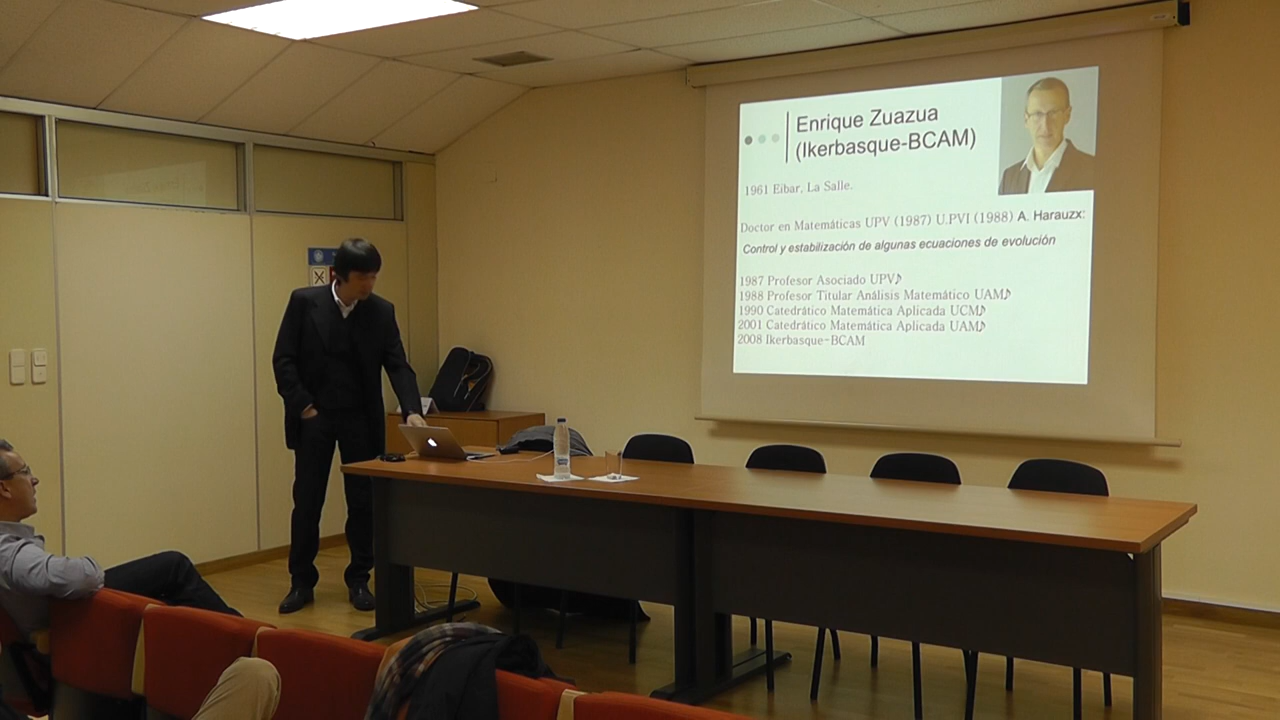 Enrique Zuazua
(Ikerbasque-BCAM)
1961 Eibar, La Salle.
Doctor en Matemáticas UPV (1987) U.PVI (1988) A. Harauzx:
Control y estabilización de algunas ecuaciones de evolución
1987 Profesor Asociado UPV♪
1988 Profesor Titular Análisis Matemático UAM♪
1990 Catedrático Matemática Aplicada UCM♪
2001 Catedrático Matemática Aplicada UAM♪
2008 Ikerbasque-BCAM